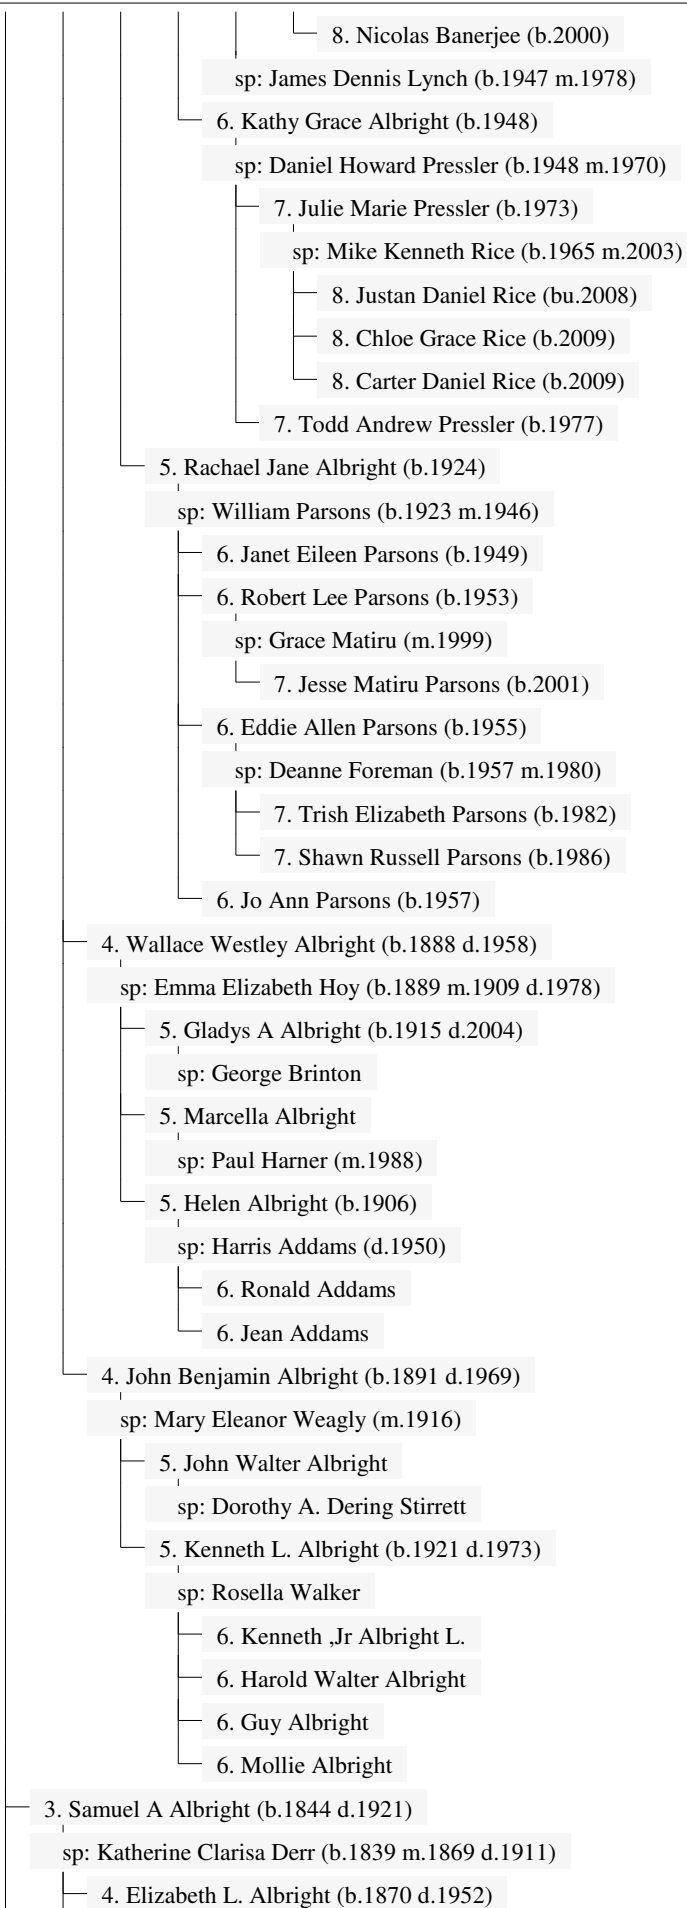 8. Nicolas Banerjee (b.2000)
sp: James Dennis Lynch (b.1947 m.1978)
6. Kathy Grace Albright (b.1948)
sp: Daniel Howard Pressler (b.1948 m.1970)
7. Julie Marie Pressler (b.1973)
sp: Mike Kenneth Rice (b.1965 m.2003)
8. Justan Daniel Rice (bu.2008)
8. Chloe Grace Rice (b.2009)
8. Carter Daniel Rice (b.2009)
7. Todd Andrew Pressler (b.1977)
5. Rachael Jane Albright (b.1924)
sp: William Parsons (b.1923 m.1946)
6. Janet Eileen Parsons (b.1949)
6. Robert Lee Parsons (b.1953)
sp: Grace Matiru (m.1999)
7. Jesse Matiru Parsons (b.2001)
6. Eddie Allen Parsons (b.1955)
sp: Deanne Foreman (b.1957 m.1980)
7. Trish Elizabeth Parsons (b.1982)
7. Shawn Russell Parsons (b.1986)
6. Jo Ann Parsons (b.1957)
4. Wallace Westley Albright (b.1888 d.1958)
sp: Emma Elizabeth Hoy (b.1889 m.1909 d.1978)
5. Gladys A Albright (b.1915 d.2004)
sp: George Brinton
5. Marcella Albright
sp: Paul Harner (m.1988)
5. Helen Albright (b.1906)
sp: Harris Addams (d.1950)
6. Ronald Addams
6. Jean Addams
4. John Benjamin Albright (b.1891 d.1969)
sp: Mary Eleanor Weagly (m.1916)
5. John Walter Albright
sp: Dorothy A. Dering Stirrett
5. Kenneth L. Albright (b.1921 d.1973)
sp: Rosella Walker
6. Kenneth ,Jr Albright L.
6. Harold Walter Albright
6. Guy Albright
6. Mollie Albright
3. Samuel A Albright (b.1844 d.1921)
sp: Katherine Clarisa Derr (b.1839 m.1869 d.1911)
4. Elizabeth L. Albright (b.1870 d.1952)